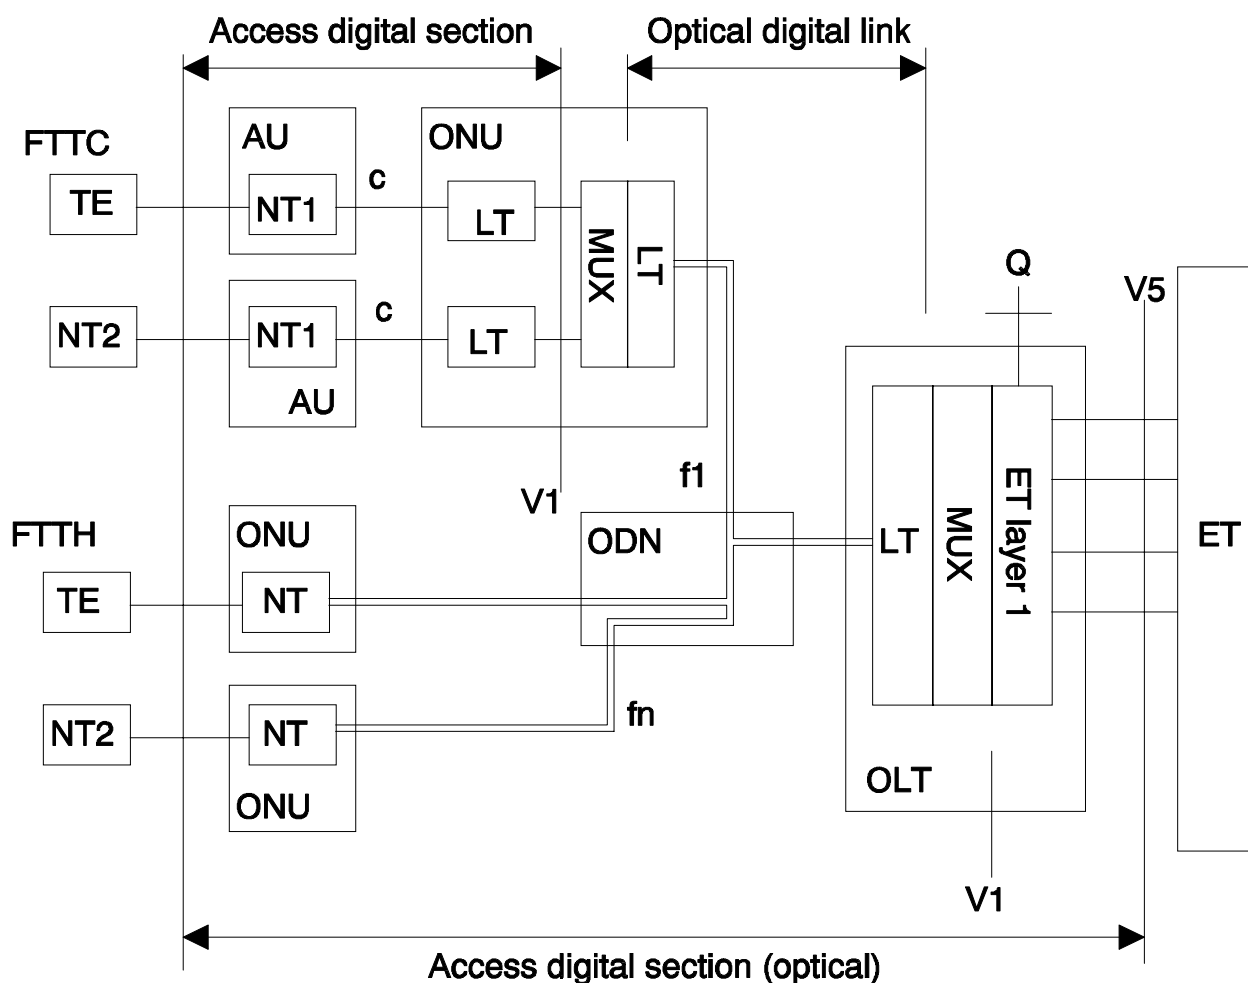 Access digital section
Optical digital link
FTTC
AU
ONU
c
TE
NT1
LT
MUX
LT
Q
V5
c
NT2
NT1
LT
AU
f1
V1
FTTH
ONU
ODN
LT
MUX
ET layer 1
ET
TE
NT
fn
NT2
NT
OLT
ONU
V1
Access digital section (optical)